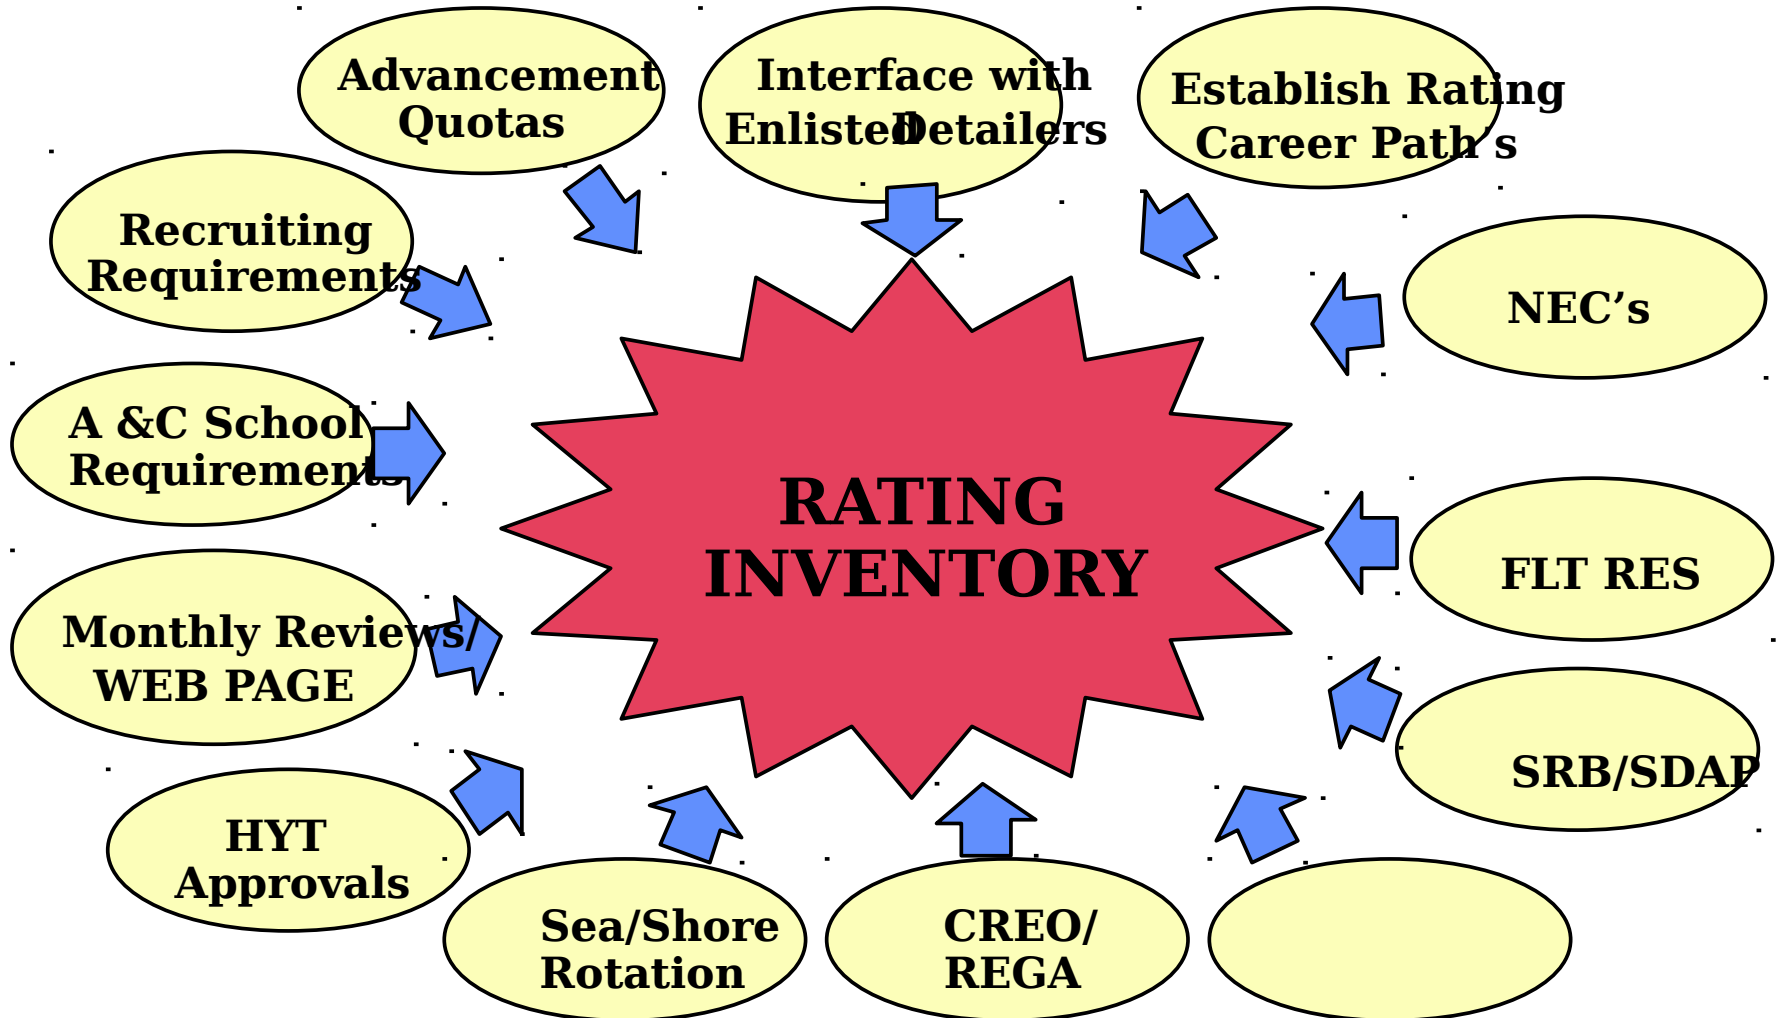 Advancement
Quotas
Interface with
Enlisted Detailers
Establish Rating
Career Path’s
Recruiting
Requirements
NEC’s
A &C School
Requirements
RATING
INVENTORY
FLT RES
Monthly Reviews/
WEB PAGE
SRB/SDAP
HYT
Approvals
Sea/Shore
Rotation
CREO/
REGA